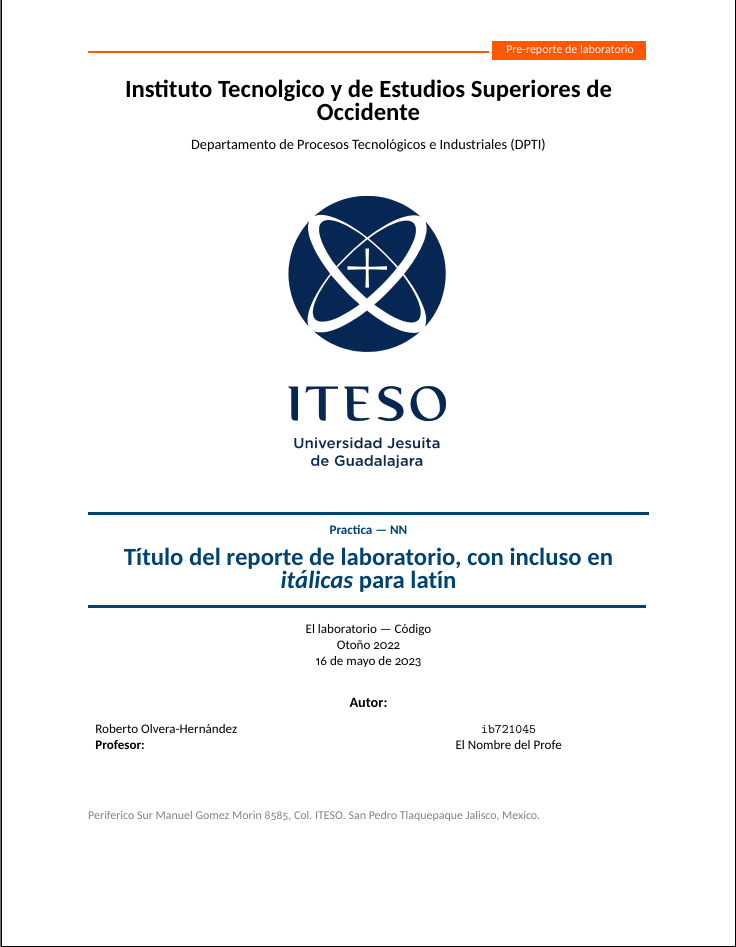 Pre-reporte de laboratorio
Instituto Tecnolgico y de Estudios Superiores de
Occidente
Departamento de Procesos Tecnológicos e Industriales (DPTI)
ITESO
Universidad Jesuita
de Guadalajara
Practica — NN
Título del reporte de laboratorio, con incluso en
itálicas para latín
El laboratorio — Código
Otoño 2022
16 de mayo de 2023
Autor:
Roberto Olvera-Hernández ib721045
Profesor: El Nombre del Profe
Periferico Sur Manuel Gomez Morin 8585, Col. ITESO. San Pedro Tlaquepaque Jalisco, Mexico.